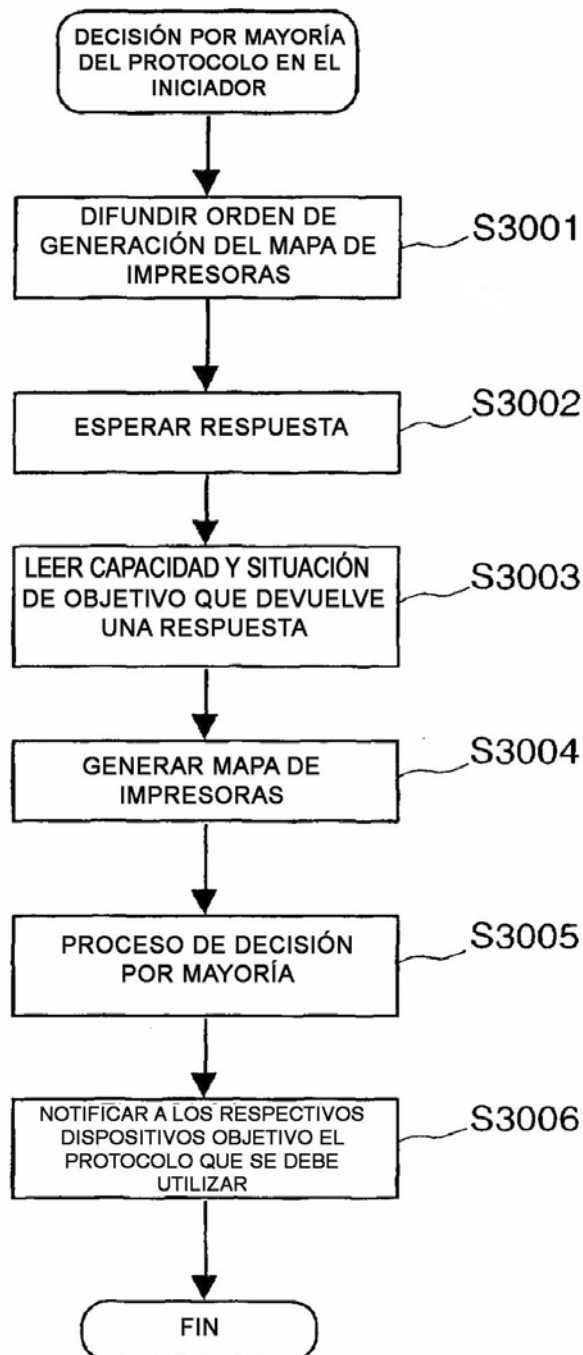 DECISIÓN POR MAYORÍA
DEL PROTOCOLO EN EL
INICIADOR
DIFUNDIR ORDEN DE
GENERACIÓN DEL MAPA DE
IMPRESORAS
S3001
ESPERAR RESPUESTA
S3002
LEER CAPACIDAD Y SITUACIÓN
DE OBJETIVO QUE DEVUELVE
UNA RESPUESTA
S3003
GENERAR MAPA DE
IMPRESORAS
S3004
PROCESO DE DECISIÓN
POR MAYORÍA
S3005
NOTIFICAR A LOS RESPECTIVOS
DISPOSITIVOS OBJETIVO EL
PROTOCOLO QUE SE DEBE
UTILIZAR
S3006
FIN